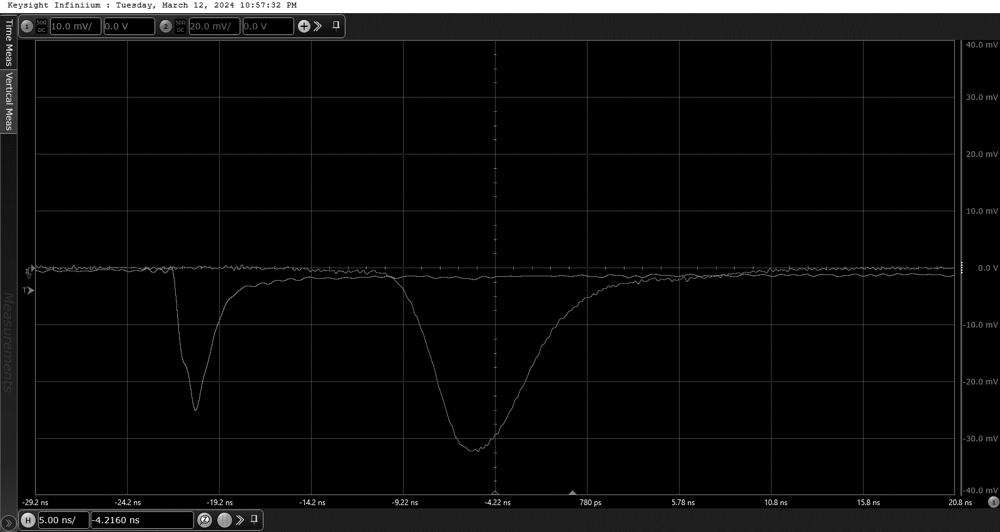 Keysight Infiniium : Tuesday, March 12, 2024 10:57:32 PM
Time Meas
Vertical Meas
Measurements
1 50Ω DC 10.0 mV/ 0.0 V 2 50Ω DC 20.0 mV/ 0.0 V
40.0 mV
30.0 mV
20.0 mV
10.0 mV
0.0 V
T
-10.0 mV
-20.0 mV
-30.0 mV
-40.0 mV
-29.2 ns -24.2 ns -19.2 ns -14.2 ns -9.22 ns -4.22 ns 780 ps 5.78 ns 10.8 ns 15.8 ns 20.8 ns 1
H 5.00 ns/ -4.2160 ns Z